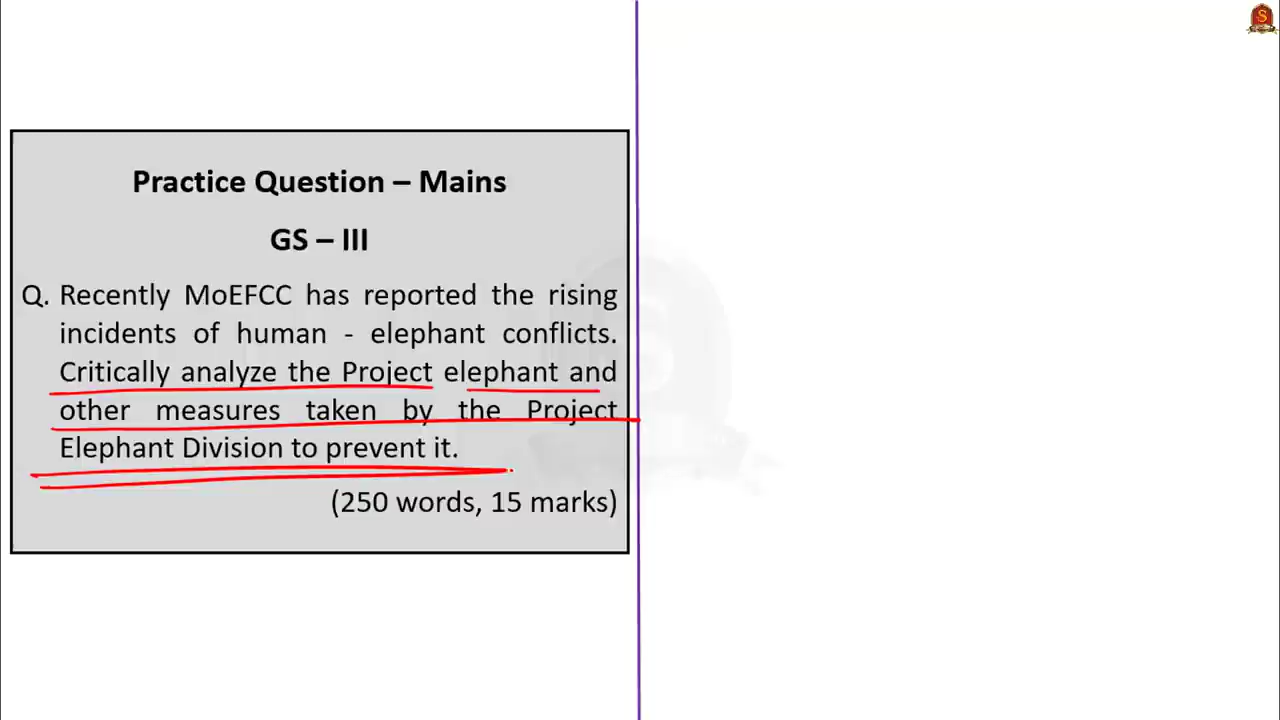 Practice Question – Mains
GS – III
Q. Recently MoEFCC has reported the rising
incidents of human - elephant conflicts.
Critically analyze the Project elephant and
other measures taken by the Project
Elephant Division to prevent it.
(250 words, 15 marks)
S